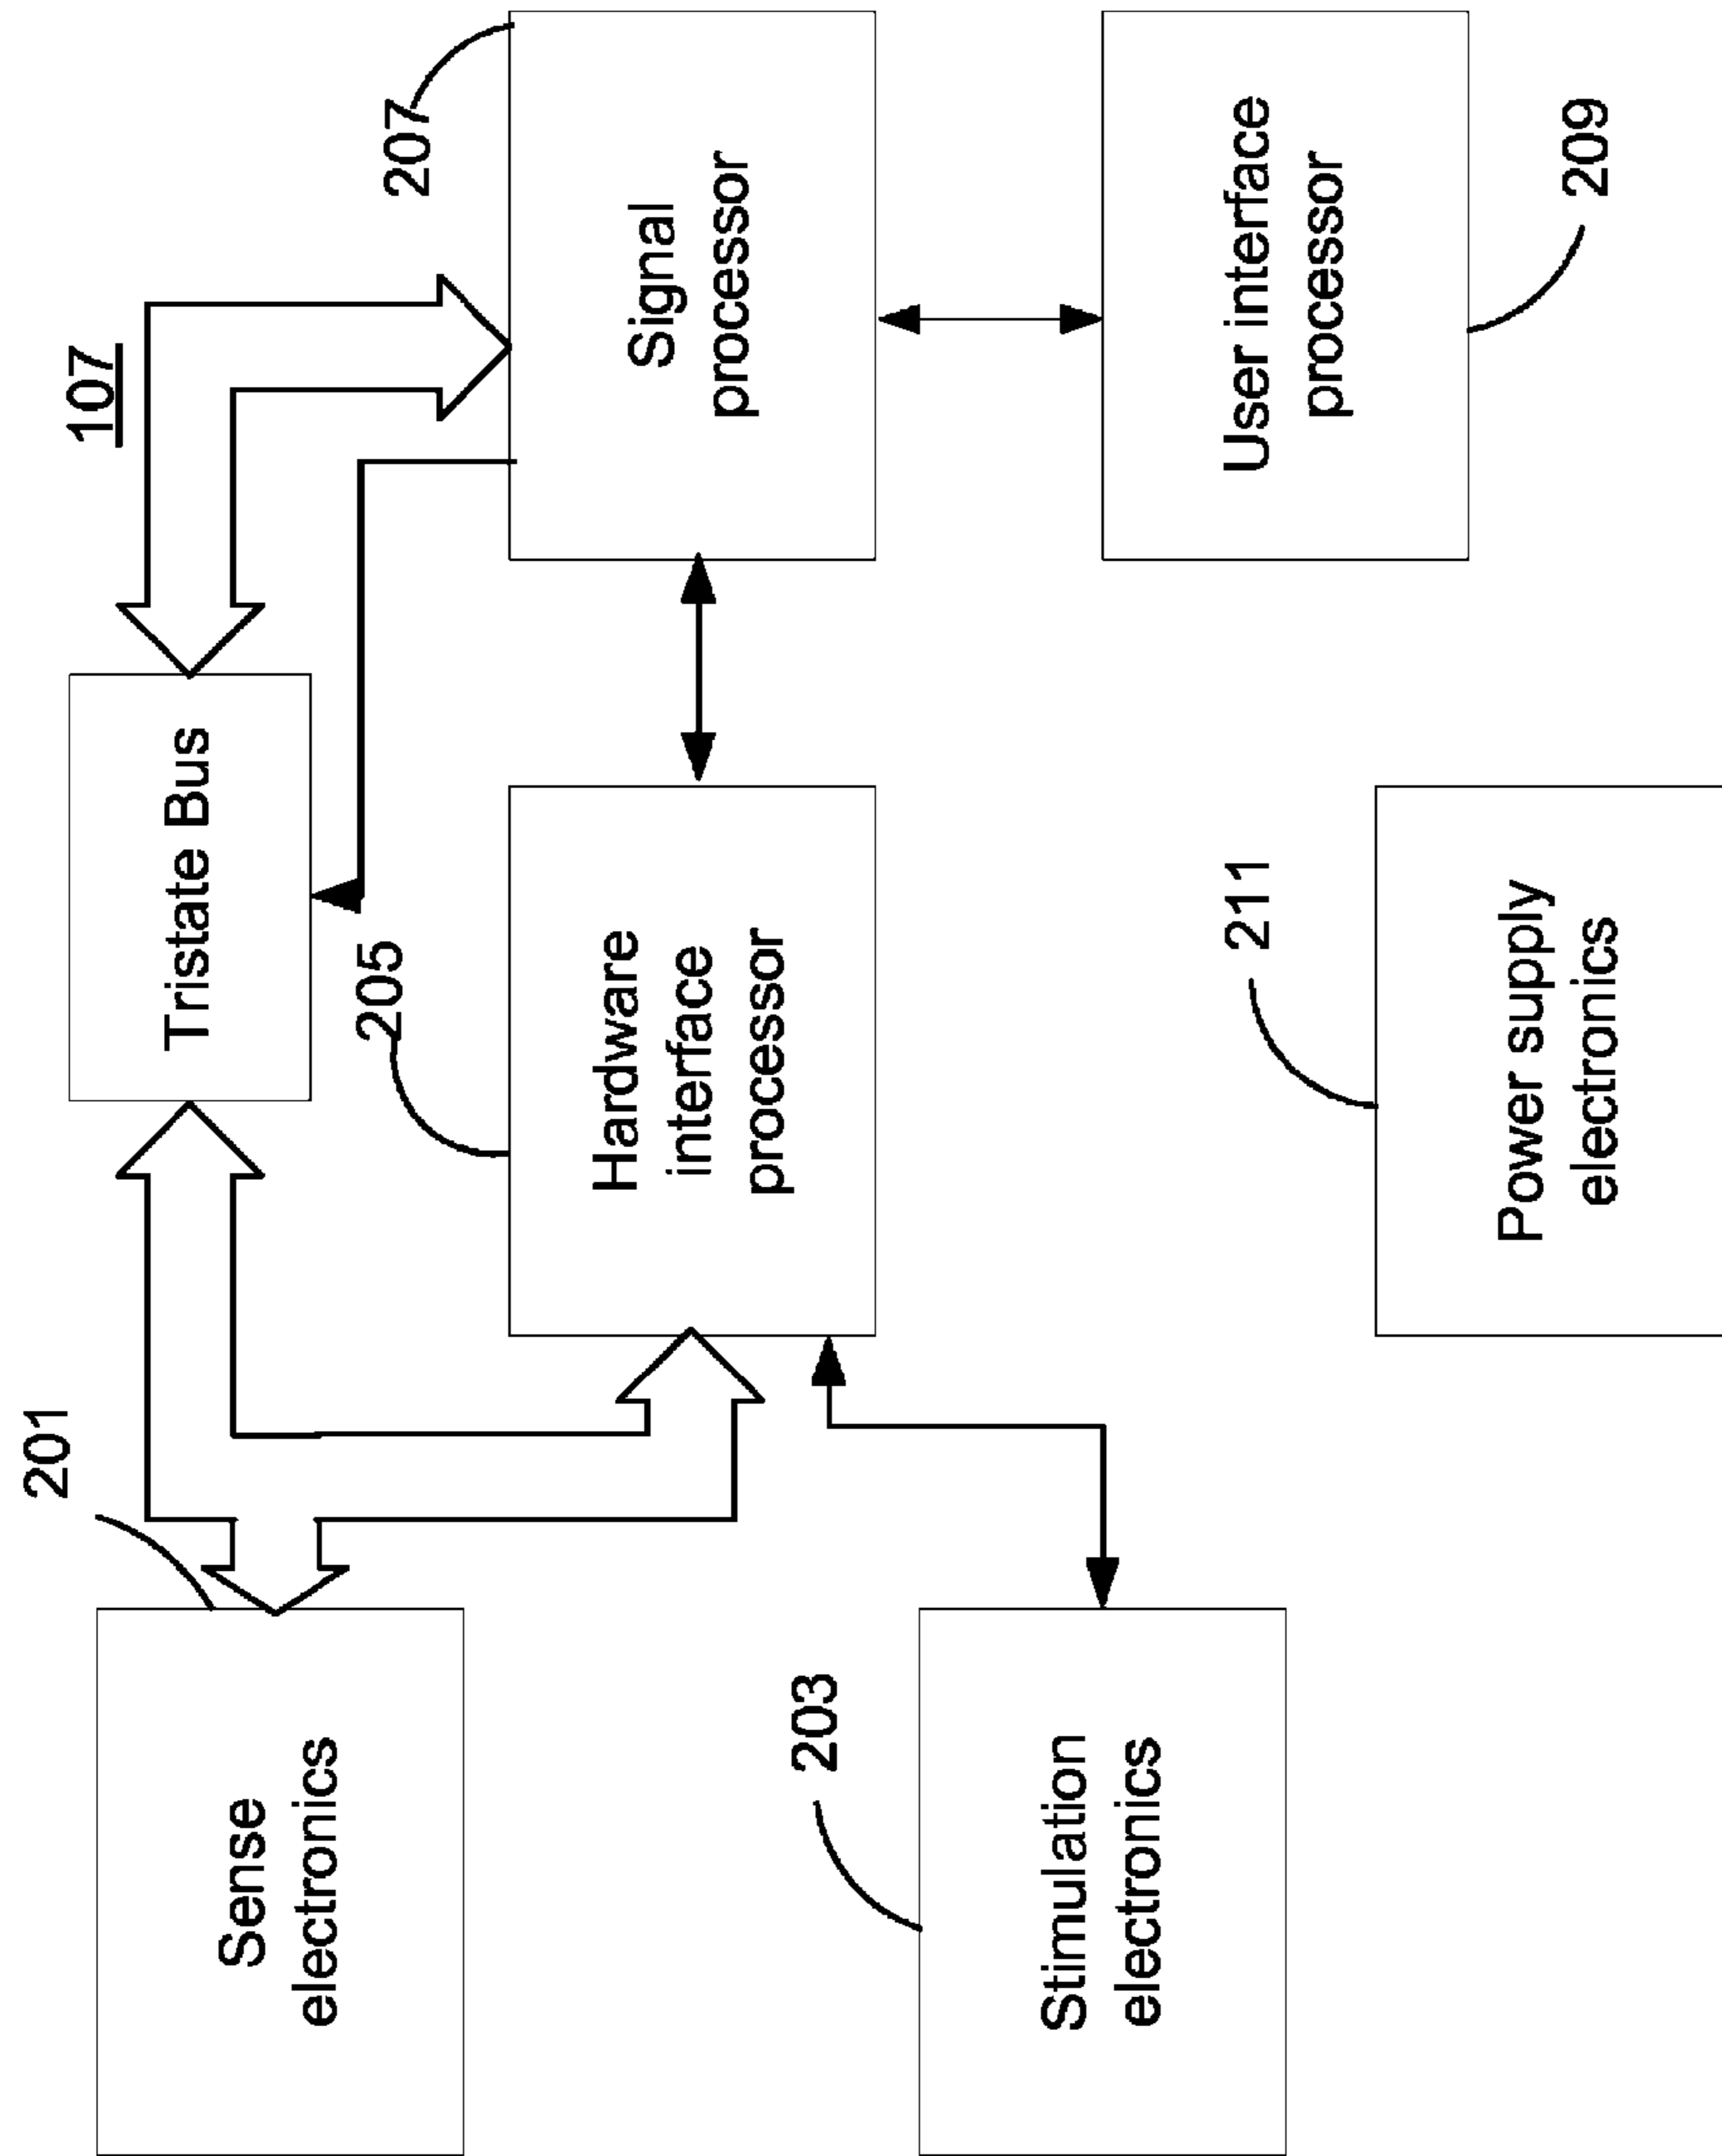 107
201
Sense
electronics
Tristate Bus
207
Signal
processor
205
Hardware
interface
processor
203
Stimulation
electronics
User interface
processor
209
211
Power supply
electronics